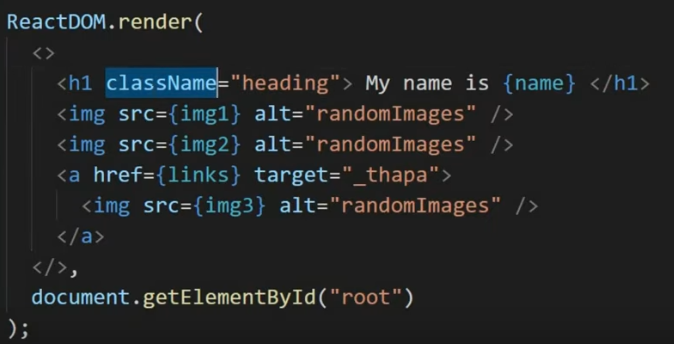 ReactDOM.render(
<>
<h1 className="heading"> My name is {name} </h1>
<img src={img1} alt="randomImages" />
<img src={img2} alt="randomImages" />
<a href={links} target="_thapa">
<img src={img3} alt="randomImages" />
</a>
</>,
document.getElementById("root")
);